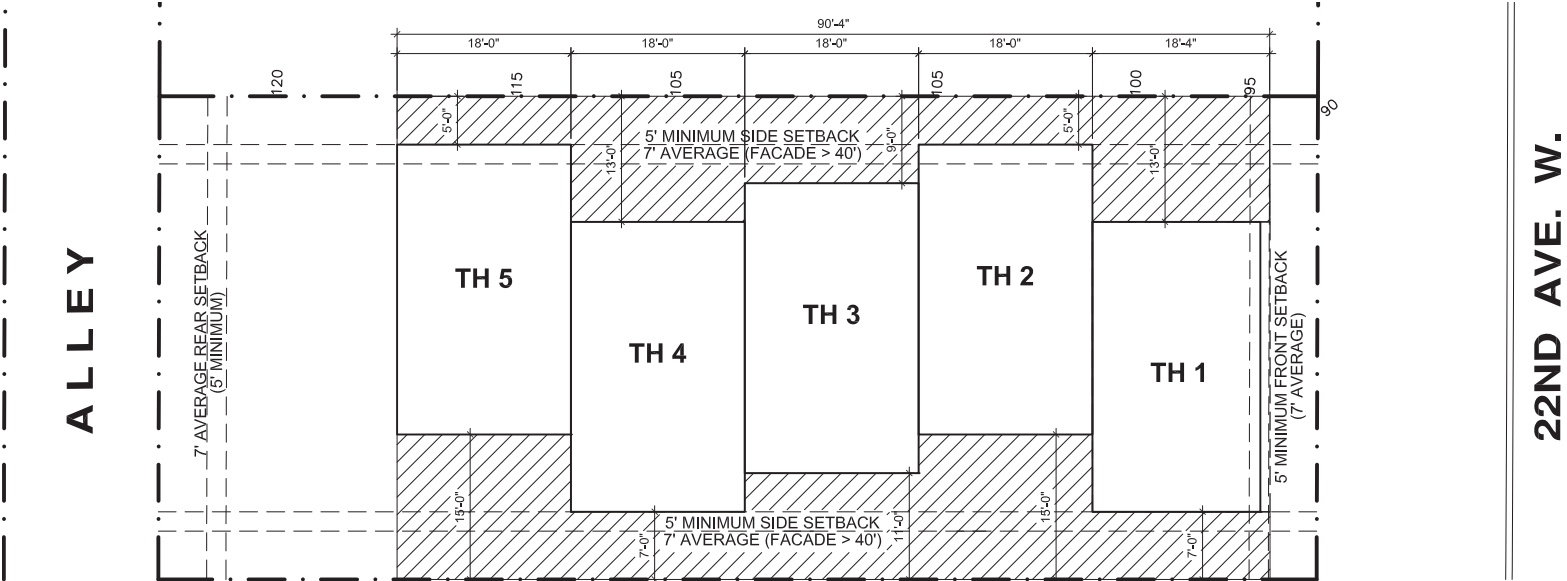 90'-4"
18'-0"
18'-0"
18'-0"
18'-0"
18'-4"
120
115
105
105
100
95
90
5'-0"
13'-0"
5' MINIMUM SIDE SETBACK
7' AVERAGE (FACADE > 40')
9'-0"
5'-0"
13'-0"
ALLEY
7' AVERAGE REAR SETBACK
(5' MINIMUM)
TH 5
TH 4
TH 3
TH 2
TH 1
5' MINIMUM FRONT SETBACK
(7' AVERAGE)
22ND AVE. W.
15'-0"
7'-0"
5' MINIMUM SIDE SETBACK
7' AVERAGE (FACADE > 40')
11'-0"
15'-0"
7'-0"